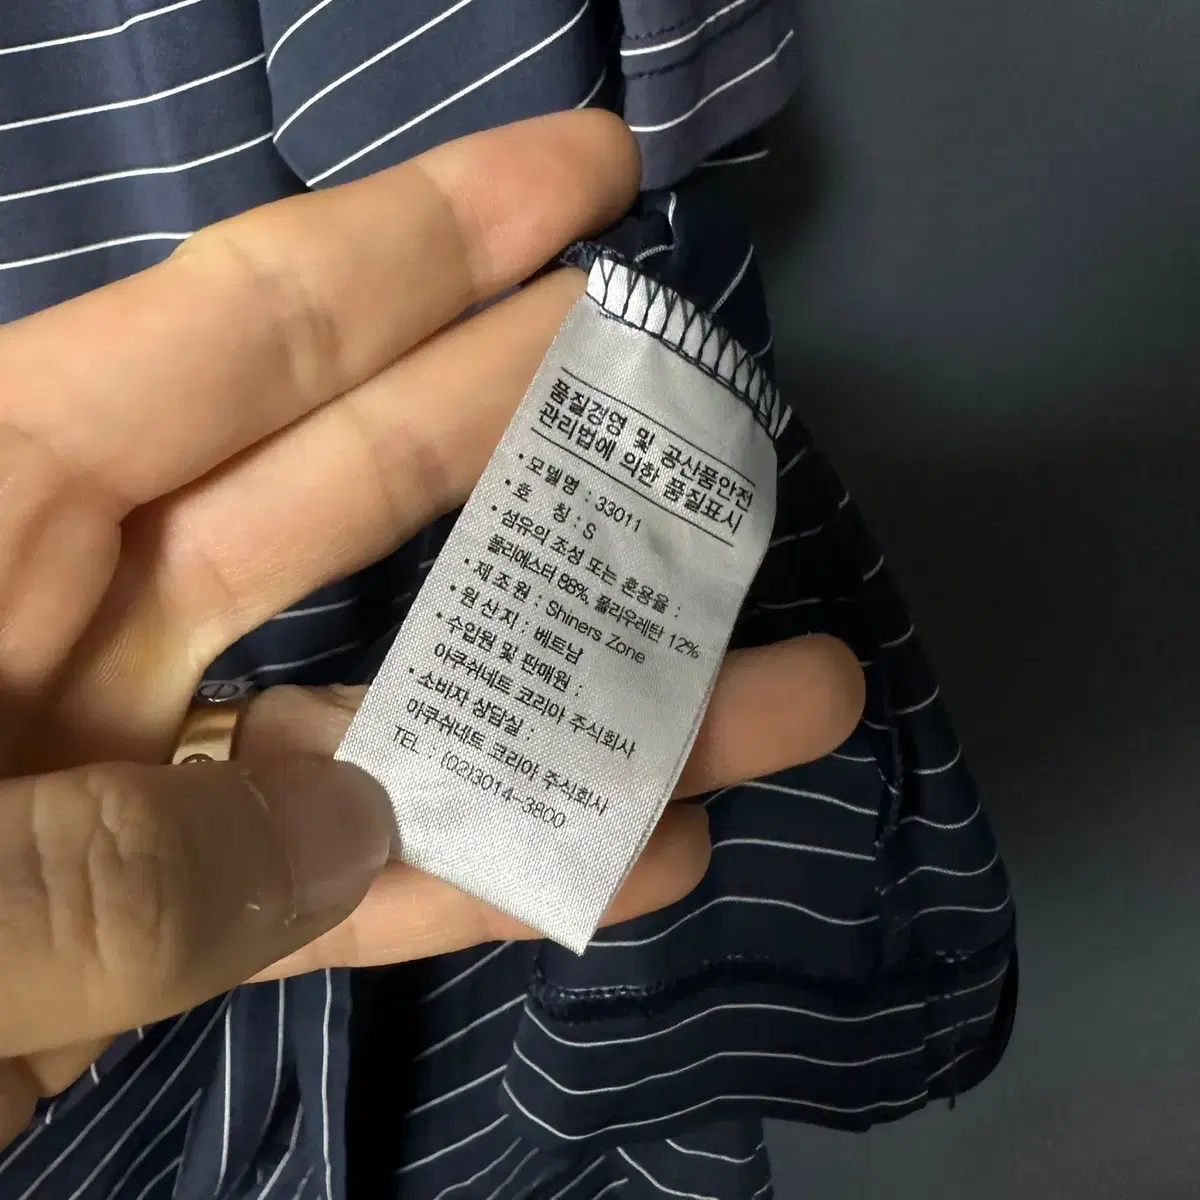 품질경영 및 공산품안전
관리법에 의한 품질표시
• 모델명 : 33011
• 호 칭 : S
• 섬유의 조성 또는 혼용율 :
폴리에스터 88%, 폴리우레탄 12%
• 제 조 원 : Shiners Zone
• 원 산 지 : 베트남
• 수입원 및 판매원 :
아쿠쉬네트 코리아 주식회사
• 소비자 상담실 :
아쿠쉬네트 코리아 주식회사
TEL : (02)3014-3800